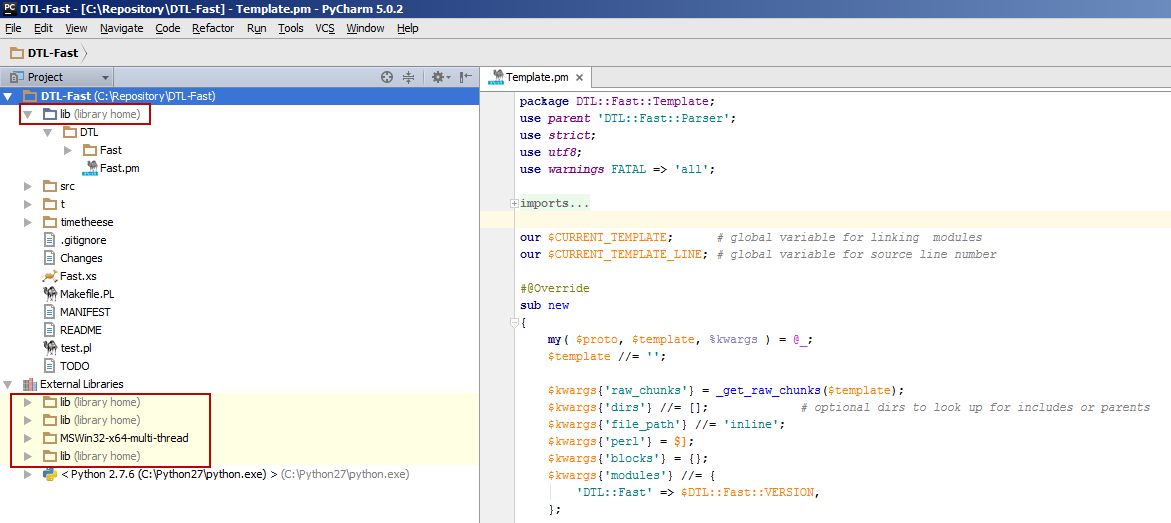 DTL-Fast - [C:\Repository\DTL-Fast] - Template.pm - PyCharm 5.0.2
File Edit View Navigate Code Refactor Run Tools VCS Window Help
DTL-Fast
Project
DTL-Fast (C:\Repository\DTL-Fast)
lib (library home)
DTL
Fast
Fast.pm
src
t
timetheese
.gitignore
Changes
Fast.xs
Makefile.PL
MANIFEST
README
test.pl
TODO
External Libraries
lib (library home)
lib (library home)
MSWin32-x64-multi-thread
lib (library home)
< Python 2.7.6 (C:\Python27\python.exe) > (C:\Python27\python.exe)
Template.pm
package DTL::Fast::Template;
use parent 'DTL::Fast::Parser';
use strict;
use utf8;
use warnings FATAL => 'all';
imports...
our $CURRENT_TEMPLATE; # global variable for linking modules
our $CURRENT_TEMPLATE_LINE; # global variable for source line number
#@Override
sub new
{
my( $proto, $template, %kwargs ) = @_;
$template //= '';
$kwargs{'raw_chunks'} = _get_raw_chunks($template);
$kwargs{'dirs'} //= []; # optional dirs to look up for includes or parents
$kwargs{'file_path'} //= 'inline';
$kwargs{'perl'} = $];
$kwargs{'blocks'} = {};
$kwargs{'modules'} //= {
'DTL::Fast' => $DTL::Fast::VERSION,
};